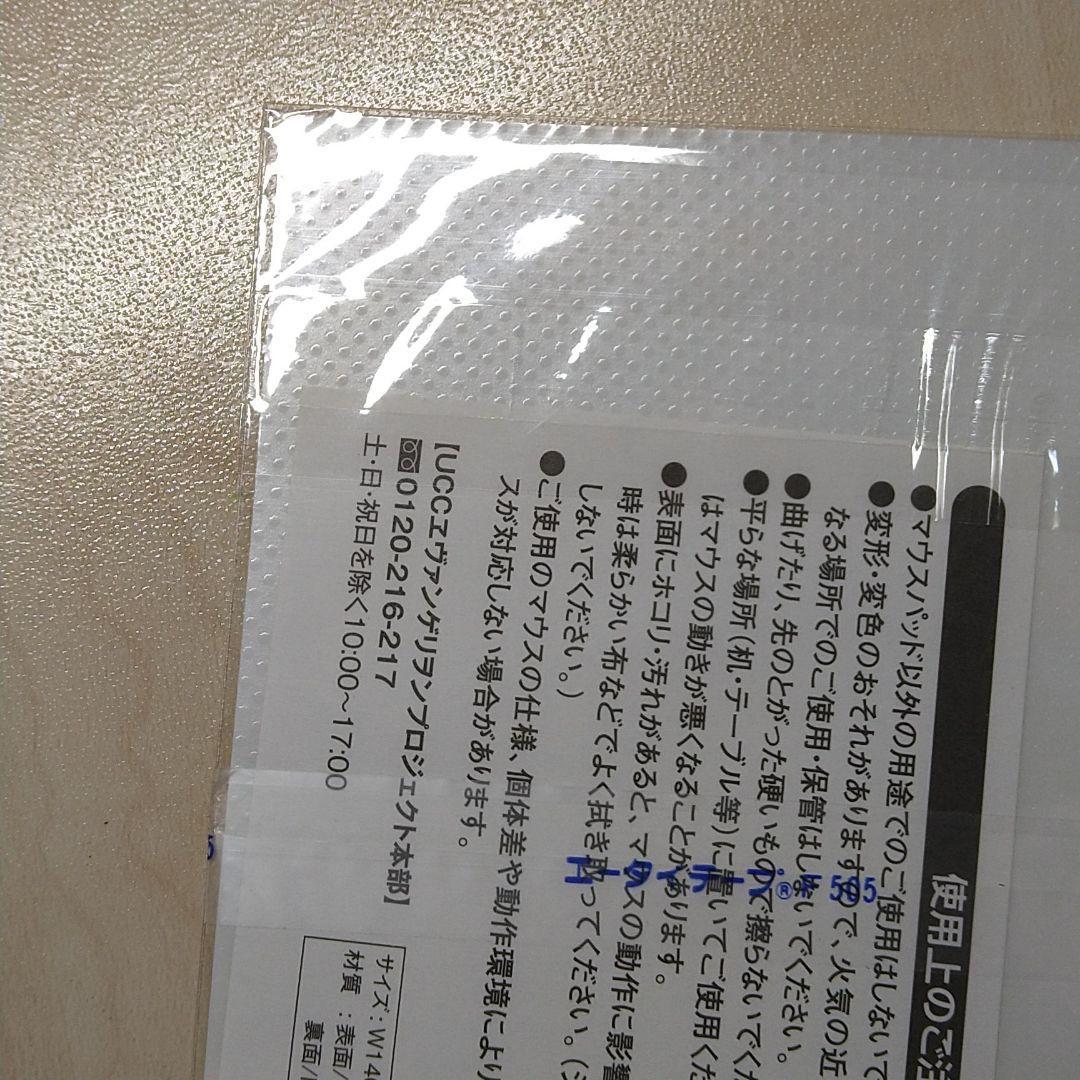 使用上のご注
●マウスパッド以外の用途でのご使用はしないで
●変形・変色のおそれがありますので、火気の近
なる場所でのご使用・保管はしないでください。
●曲げたり、先のとがった硬いもので擦らないでくだ
●平らな場所(机・テーブル等)に置いてご使用くだ
はマウスの動きが悪くなることがあります。
●表面にホコリ・汚れがあると、マウスの動作に影響
時は柔らかい布などでよく拭き取ってください。(シ
しないでください。)
●ご使用のマウスの仕様、個体差や動作環境により
スが対応しない場合があります。
【UCCヱヴァンゲリヲンプロジェクト本部】
0120-216-217
土・日・祝日を除く10:00〜17:00
サイズ:W14
材質:表面/
裏面/